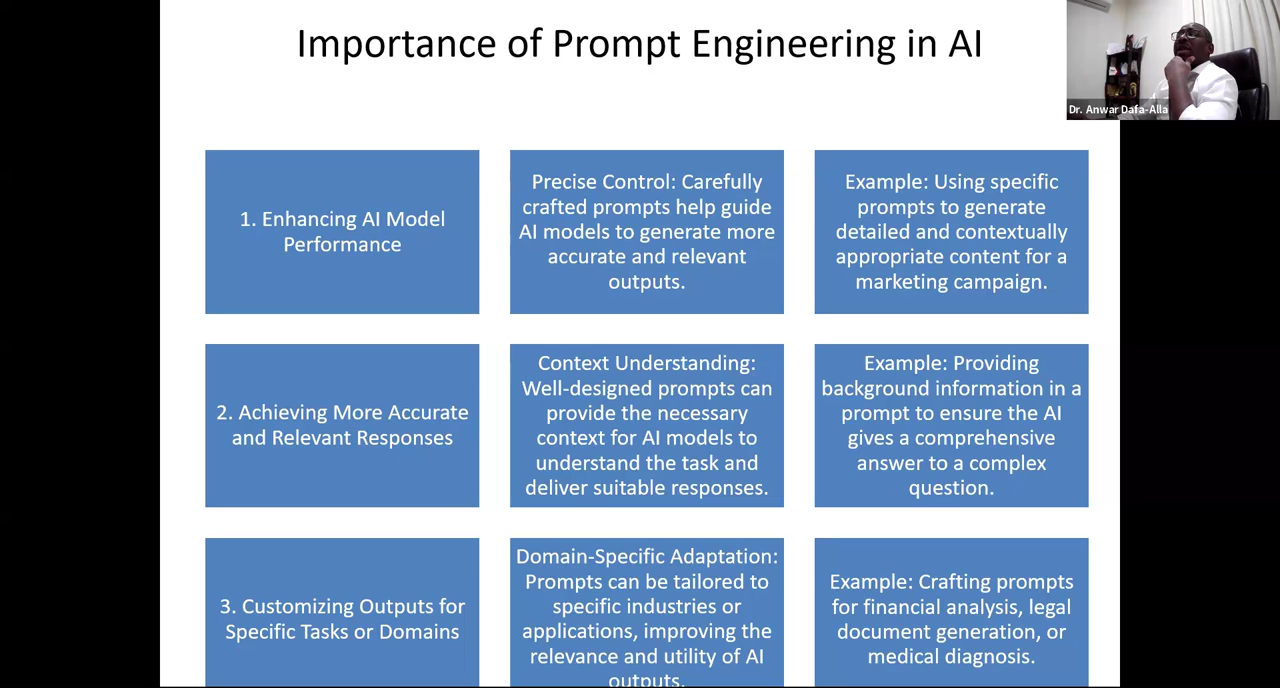 Importance of Prompt Engineering in AI
Dr. Anwar Dafa-Alla
1. Enhancing AI Model
Performance
Precise Control: Carefully
crafted prompts help guide
AI models to generate more
accurate and relevant
outputs.
Example: Using specific
prompts to generate
detailed and contextually
appropriate content for a
marketing campaign.
2. Achieving More Accurate
and Relevant Responses
Context Understanding:
Well-designed prompts can
provide the necessary
context for AI models to
understand the task and
deliver suitable responses.
Example: Providing
background information in a
prompt to ensure the AI
gives a comprehensive
answer to a complex
question.
3. Customizing Outputs for
Specific Tasks or Domains
Domain-Specific Adaptation:
Prompts can be tailored to
specific industries or
applications, improving the
relevance and utility of AI
outputs.
Example: Crafting prompts
for financial analysis, legal
document generation, or
medical diagnosis.